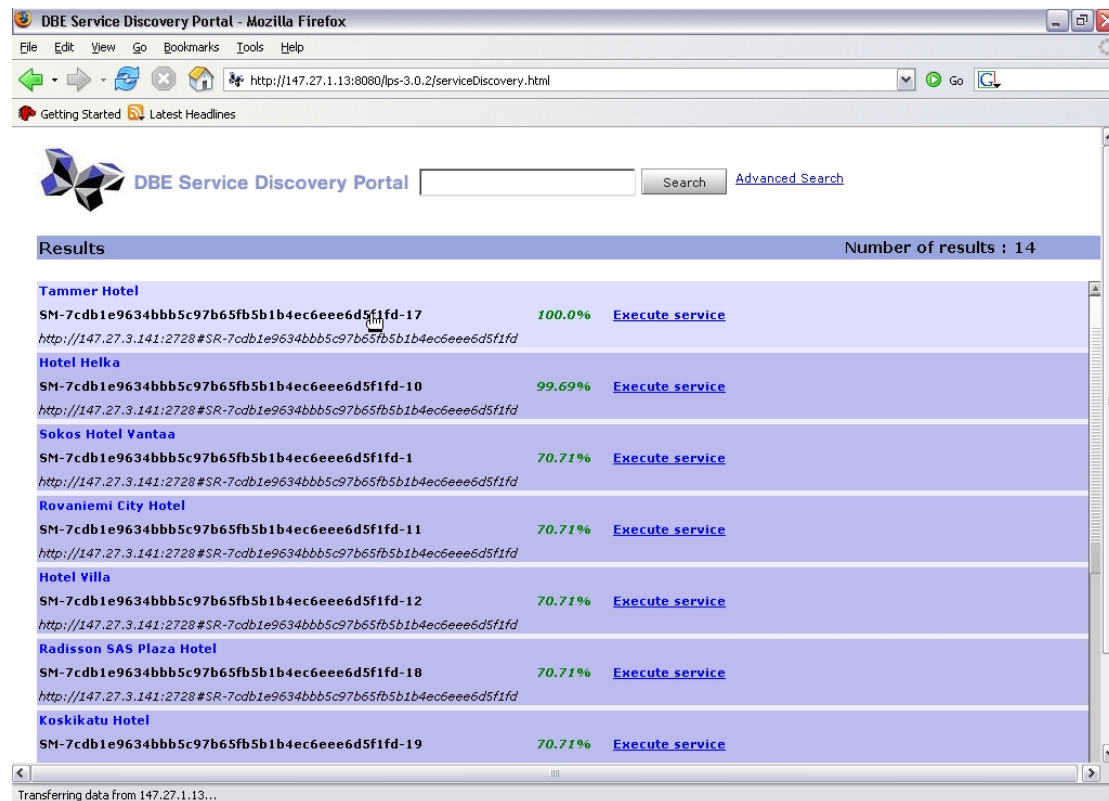 DBE Service Discovery Portal - Mozilla Firefox
File Edit View Go Bookmarks Tools Help
http://147.27.1.13:8080/lps-3.0.2/serviceDiscovery.html Go G
Getting Started Latest Headlines
DBE Service Discovery Portal Search Advanced Search
Results Number of results : 14
Tammer Hotel
SM-7cdb1e9634bbb5c97b65fb5b1b4ec6eee6d5f1fd-17 100.0% Execute service
http://147.27.3.141:2728#SR-7cdb1e9634bbb5c97b65fb5b1b4ec6eee6d5f1fd
Hotel Helka
SM-7cdb1e9634bbb5c97b65fb5b1b4ec6eee6d5f1fd-10 99.69% Execute service
http://147.27.3.141:2728#SR-7cdb1e9634bbb5c97b65fb5b1b4ec6eee6d5f1fd
Sokos Hotel Vantaa
SM-7cdb1e9634bbb5c97b65fb5b1b4ec6eee6d5f1fd-1 70.71% Execute service
http://147.27.3.141:2728#SR-7cdb1e9634bbb5c97b65fb5b1b4ec6eee6d5f1fd
Rovaniemi City Hotel
SM-7cdb1e9634bbb5c97b65fb5b1b4ec6eee6d5f1fd-11 70.71% Execute service
http://147.27.3.141:2728#SR-7cdb1e9634bbb5c97b65fb5b1b4ec6eee6d5f1fd
Hotel Villa
SM-7cdb1e9634bbb5c97b65fb5b1b4ec6eee6d5f1fd-12 70.71% Execute service
http://147.27.3.141:2728#SR-7cdb1e9634bbb5c97b65fb5b1b4ec6eee6d5f1fd
Radisson SAS Plaza Hotel
SM-7cdb1e9634bbb5c97b65fb5b1b4ec6eee6d5f1fd-18 70.71% Execute service
http://147.27.3.141:2728#SR-7cdb1e9634bbb5c97b65fb5b1b4ec6eee6d5f1fd
Koskikatu Hotel
SM-7cdb1e9634bbb5c97b65fb5b1b4ec6eee6d5f1fd-19 70.71% Execute service
Transferring data from 147.27.1.13...